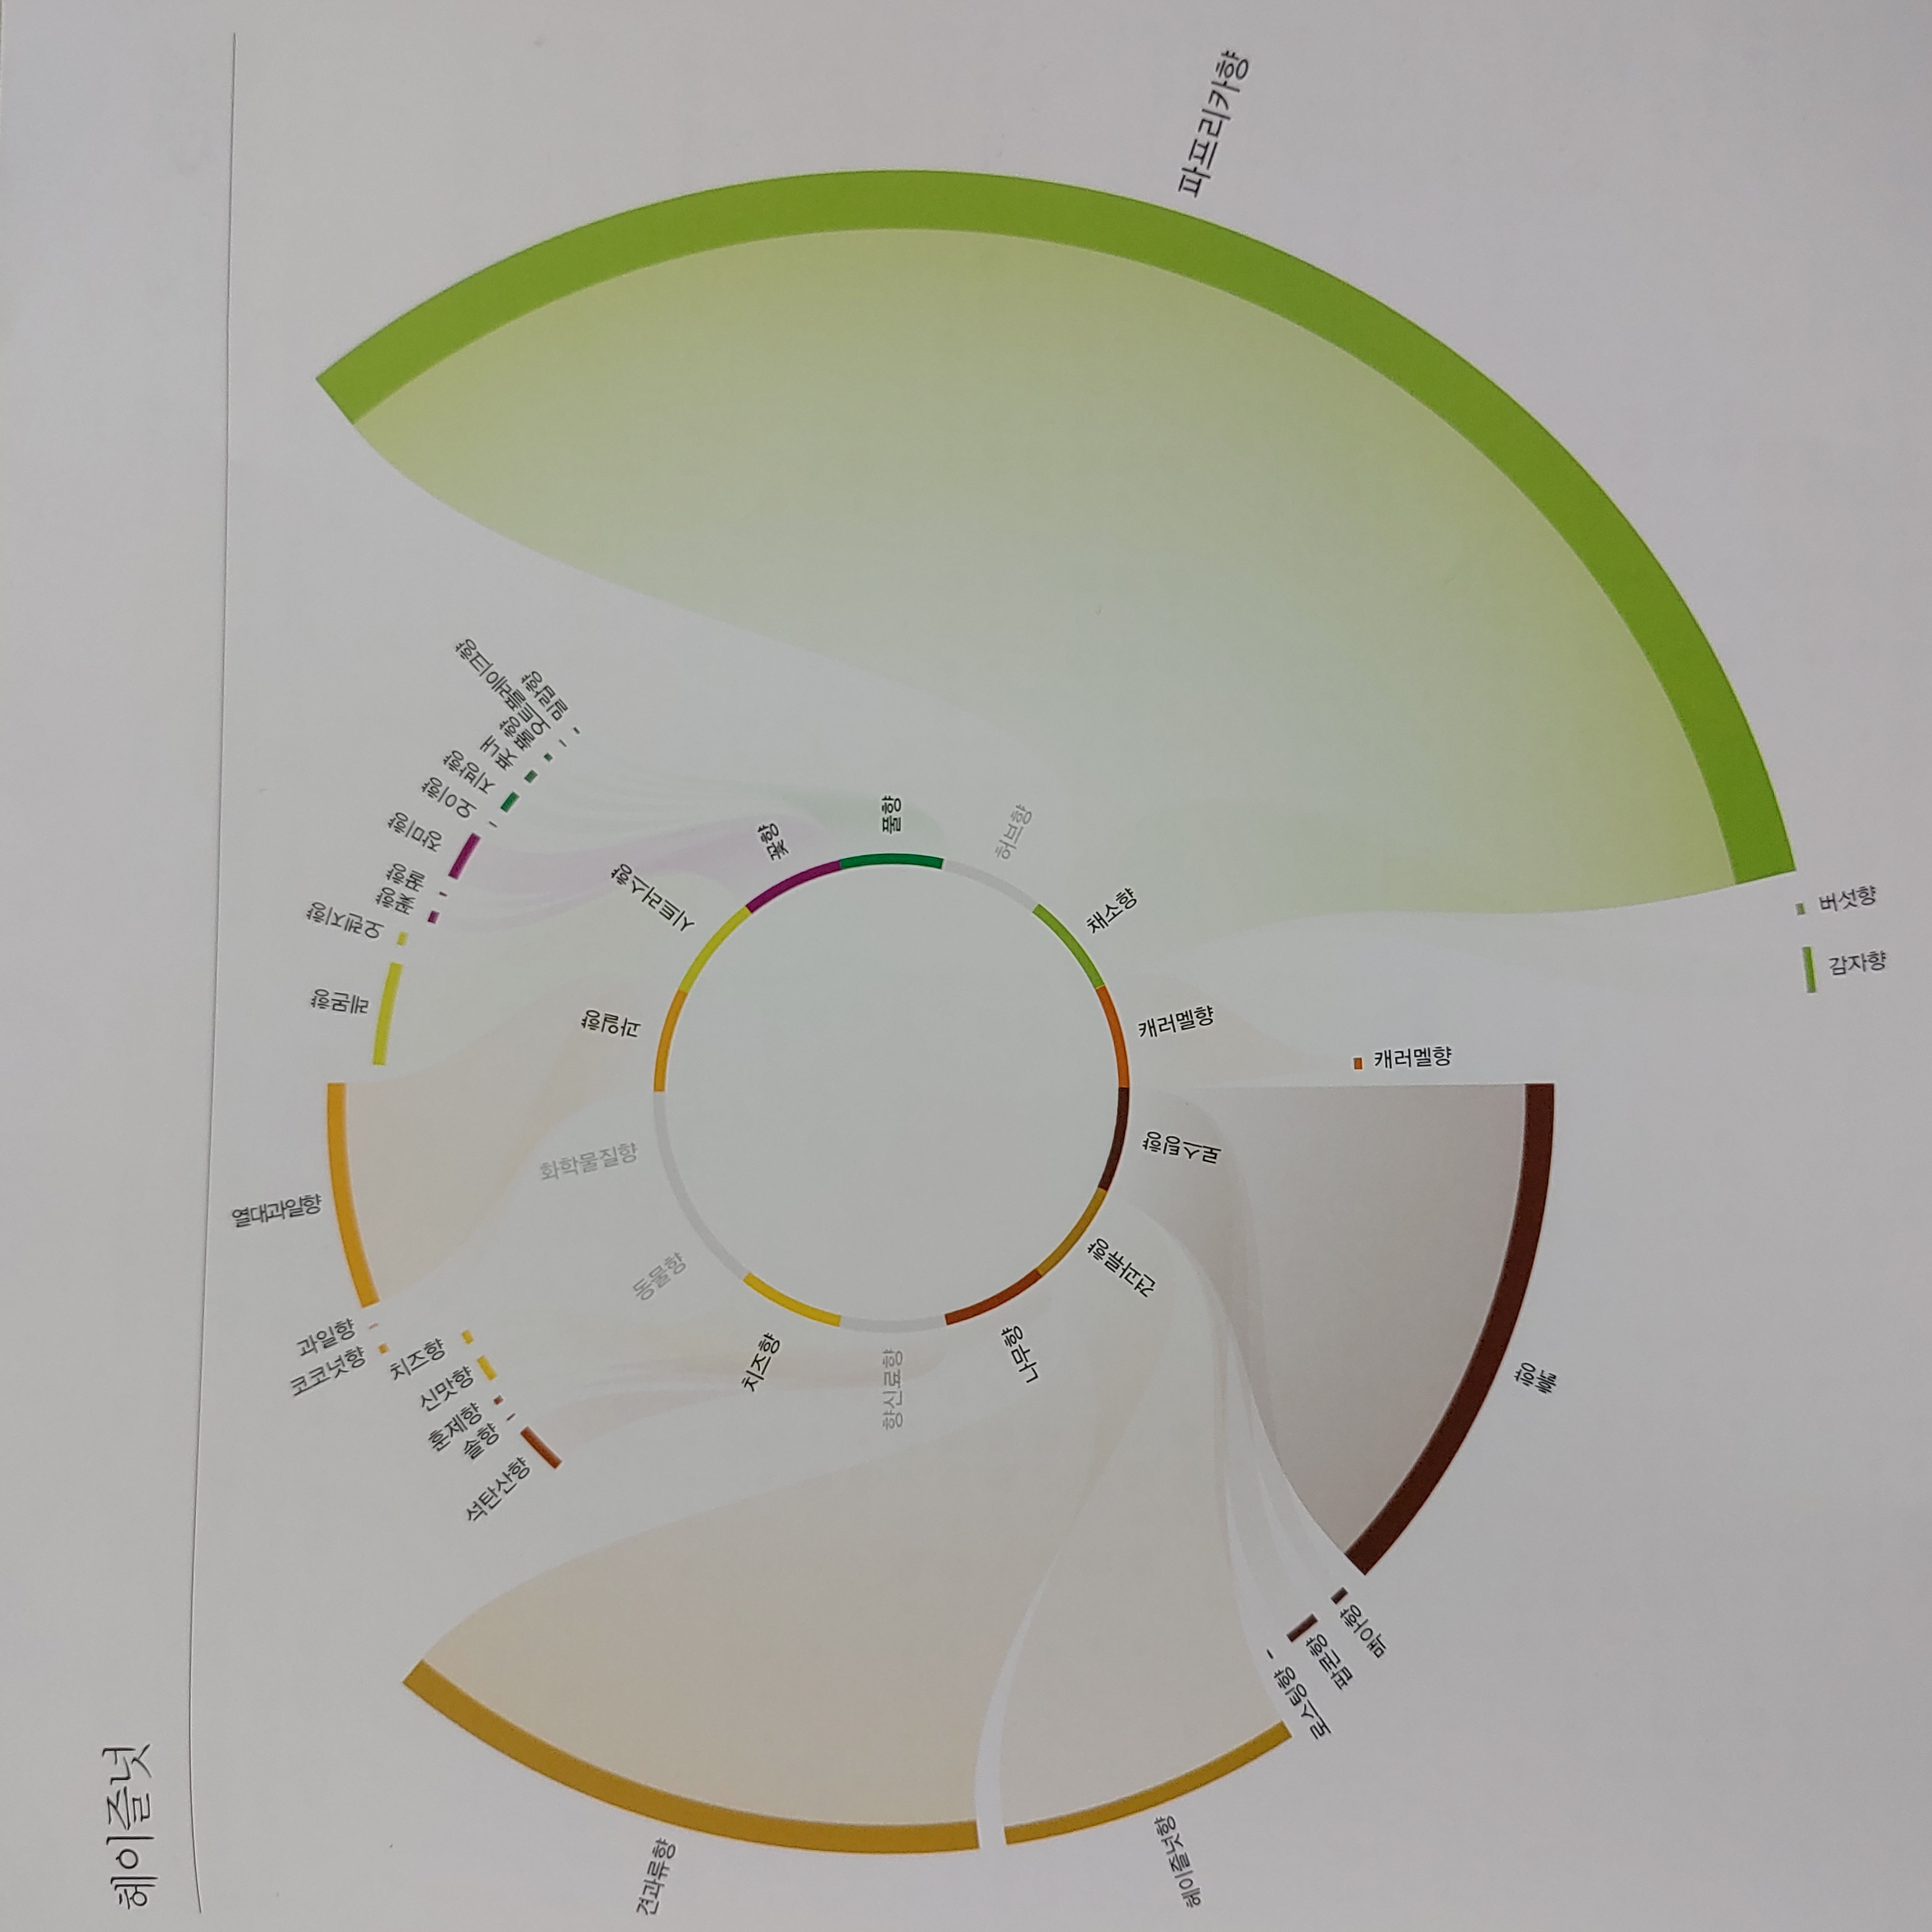 헤이즐넛
열대과일향
과일향
코코넛향
치즈향
신맛향
훈제향
솔향
석탄산향
레몬향
오렌지향
꽃향
꿀향
장미향
오이향
지방향
풋내
풀향
오트플레이크향
밀랍향
견과류향
헤이즐넛향
로스팅향
팝콘향
맥아향
흙향
캐러멜향
감자향
버섯향
파프리카향
화학물질향
과일향
시트러스향
꽃향
풀향
허브향
채소향
캐러멜향
로스팅향
견과류향
나무향
향신료향
치즈향
동물향